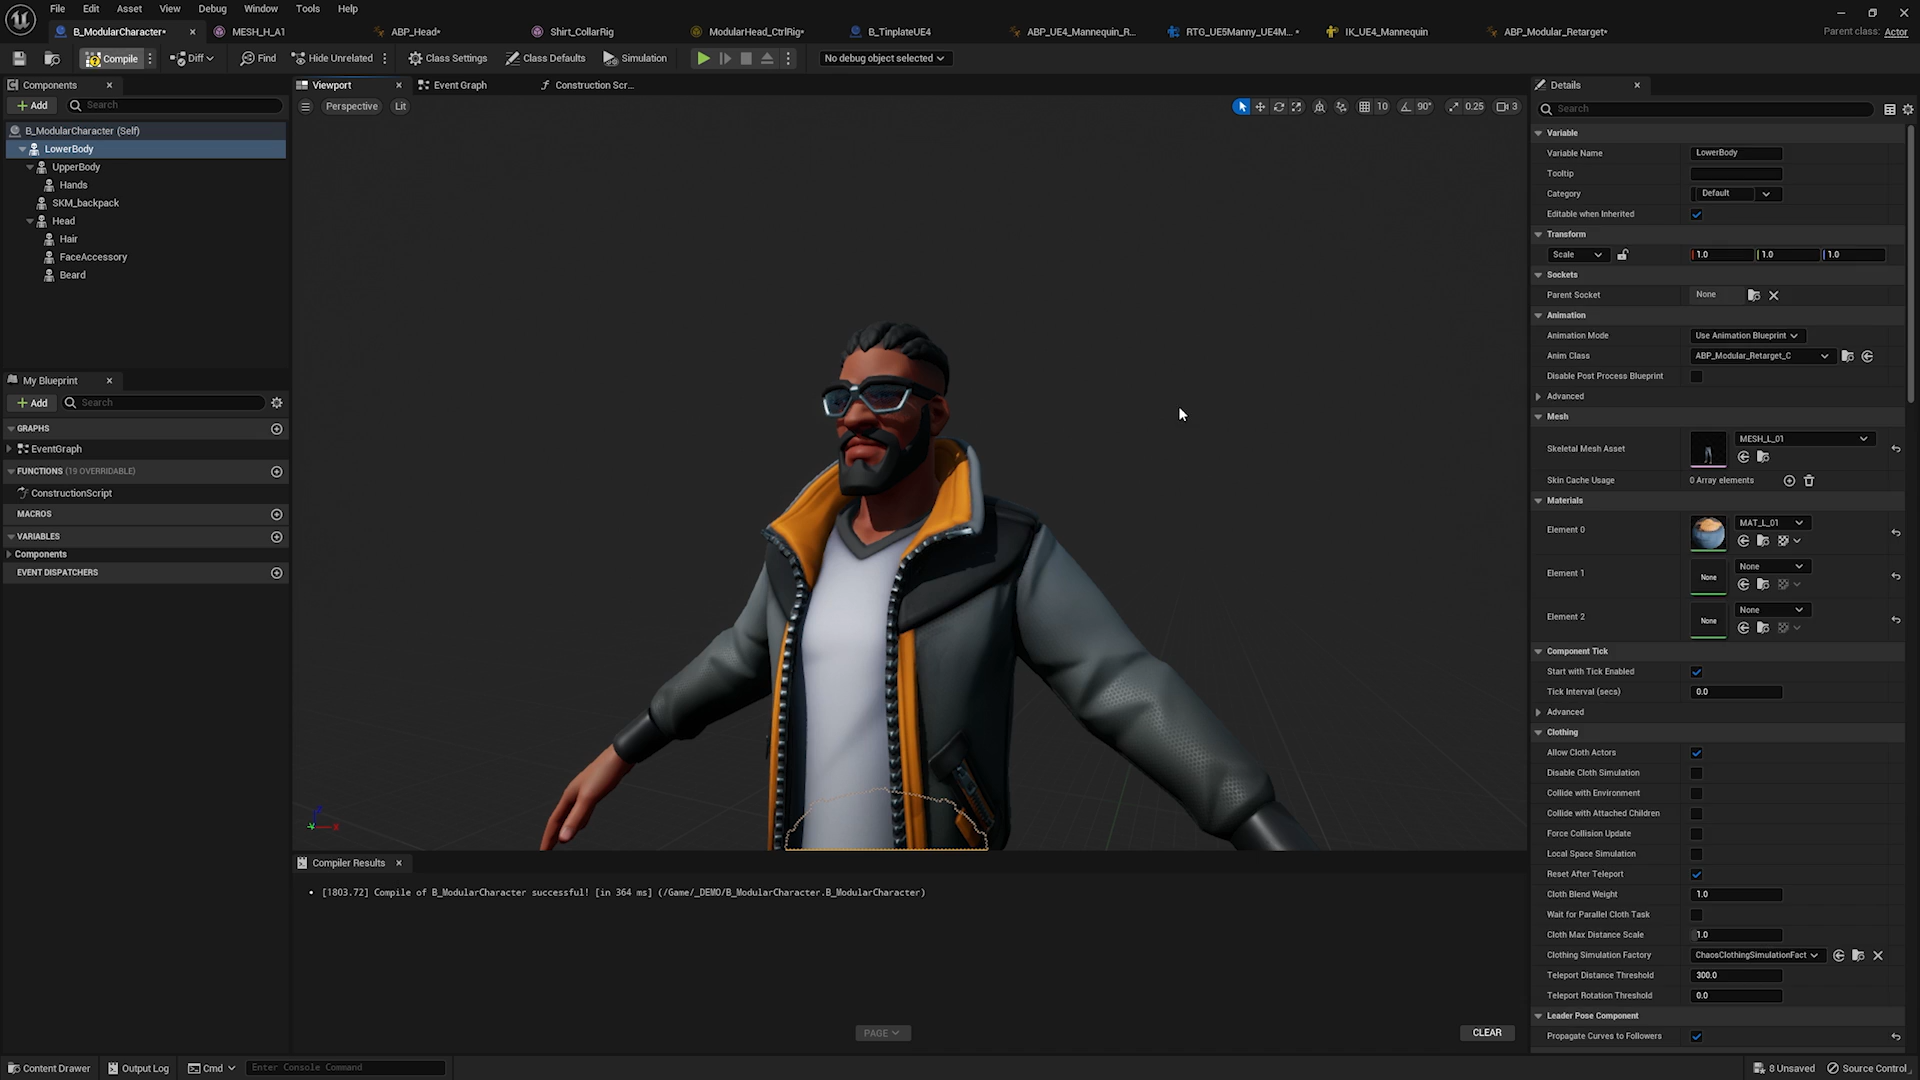 File Edit Asset View Debug Window Tools Help
B_ModularCharacter*
MESH_H_A1
ABP_Head*
Shirt_CollarRig
ModularHead_CtrlRig*
B_TinplateUE4
ABP_UE4_Mannequin_R...
RTG_UE5Manny_UE4M... *
IK_UE4_Mannequin
ABP_Modular_Retarget*
Parent class: Actor
Compile
Diff
Find
Hide Unrelated
Class Settings
Class Defaults
Simulation
No debug object selected
Components
Add
Search
B_ModularCharacter (Self)
LowerBody
UpperBody
Hands
SKM_backpack
Head
Hair
FaceAccessory
Beard
My Blueprint
Add
Search
GRAPHS
EventGraph
FUNCTIONS (19 OVERRIDABLE)
ConstructionScript
MACROS
VARIABLES
Components
EVENT DISPATCHERS
Viewport
Event Graph
Construction Scr...
Perspective
Lit
10
90°
0.25
3
Compiler Results
• [1803.72] Compile of B_ModularCharacter successful! [in 364 ms] (/Game/_DEMO/B_ModularCharacter.B_ModularCharacter)
PAGE
CLEAR
Details
Search
Variable
Variable Name LowerBody
Tooltip
Category Default
Editable when Inherited
Transform
Scale 1.0 1.0 1.0
Sockets
Parent Socket None
Animation
Animation Mode Use Animation Blueprint
Anim Class ABP_Modular_Retarget_C
Disable Post Process Blueprint
Advanced
Mesh
Skeletal Mesh Asset MESH_L_01
Skin Cache Usage 0 Array elements
Materials
Element 0 MAT_L_01
Element 1 None None
Element 2 None None
Component Tick
Start with Tick Enabled
Tick Interval (secs) 0.0
Advanced
Clothing
Allow Cloth Actors
Disable Cloth Simulation
Collide with Environment
Collide with Attached Children
Force Collision Update
Local Space Simulation
Reset After Teleport
Cloth Blend Weight 1.0
Wait for Parallel Cloth Task
Cloth Max Distance Scale 1.0
Clothing Simulation Factory ChaosClothingSimulationFact
Teleport Distance Threshold 300.0
Teleport Rotation Threshold 0.0
Leader Pose Component
Propagate Curves to Followers
Content Drawer
Output Log
Cmd
Enter Console Command
8 Unsaved
Source Control